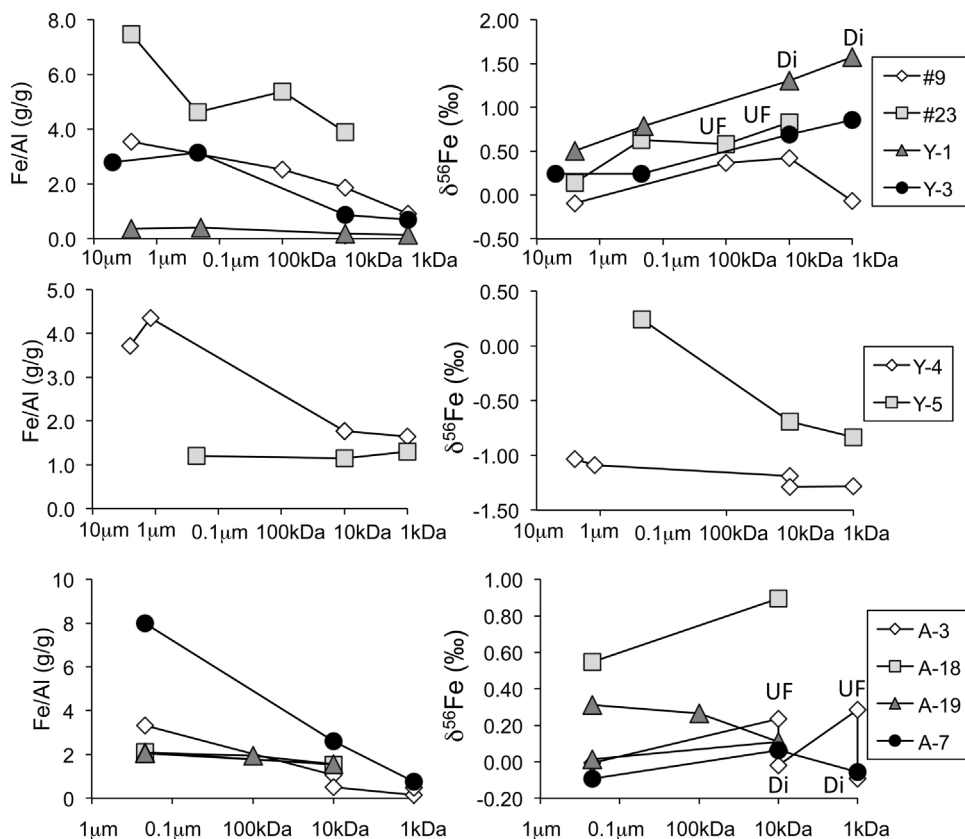 Fe/Al (g/g)
8.0
6.0
4.0
2.0
0.0
10μm 1μm 0.1μm 100kDa 10kDa 1kDa
δ⁵⁶Fe (‰)
2.00
1.50
1.00
0.50
0.00
-0.50
Di
Di
UF
UF
10μm 1μm 0.1μm 100kDa 10kDa 1kDa
#9
#23
Y-1
Y-3
Fe/Al (g/g)
5.0
4.0
3.0
2.0
1.0
0.0
10μm 1μm 0.1μm 100kDa 10kDa 1kDa
δ⁵⁶Fe (‰)
0.50
0.00
-0.50
-1.00
-1.50
10μm 1μm 0.1μm 100kDa 10kDa 1kDa
Y-4
Y-5
Fe/Al (g/g)
10
8
6
4
2
0
1μm 0.1μm 100kDa 10kDa 1kDa
δ⁵⁶Fe (‰)
1.00
0.80
0.60
0.40
0.20
0.00
-0.20
UF
UF
Di
Di
1μm 0.1μm 100kDa 10kDa 1kDa
A-3
A-18
A-19
A-7